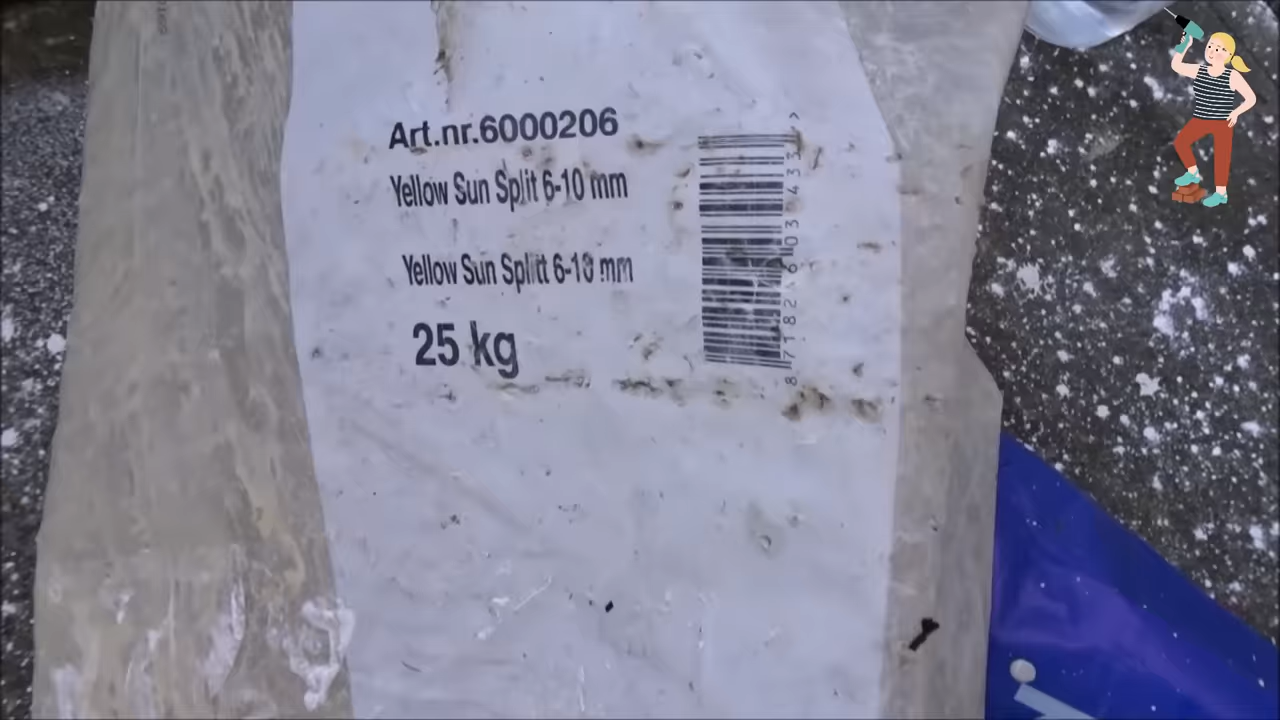 Art.nr.6000206
Yellow Sun Split 6-10 mm
Yellow Sun Splitt 6-10 mm
25 kg